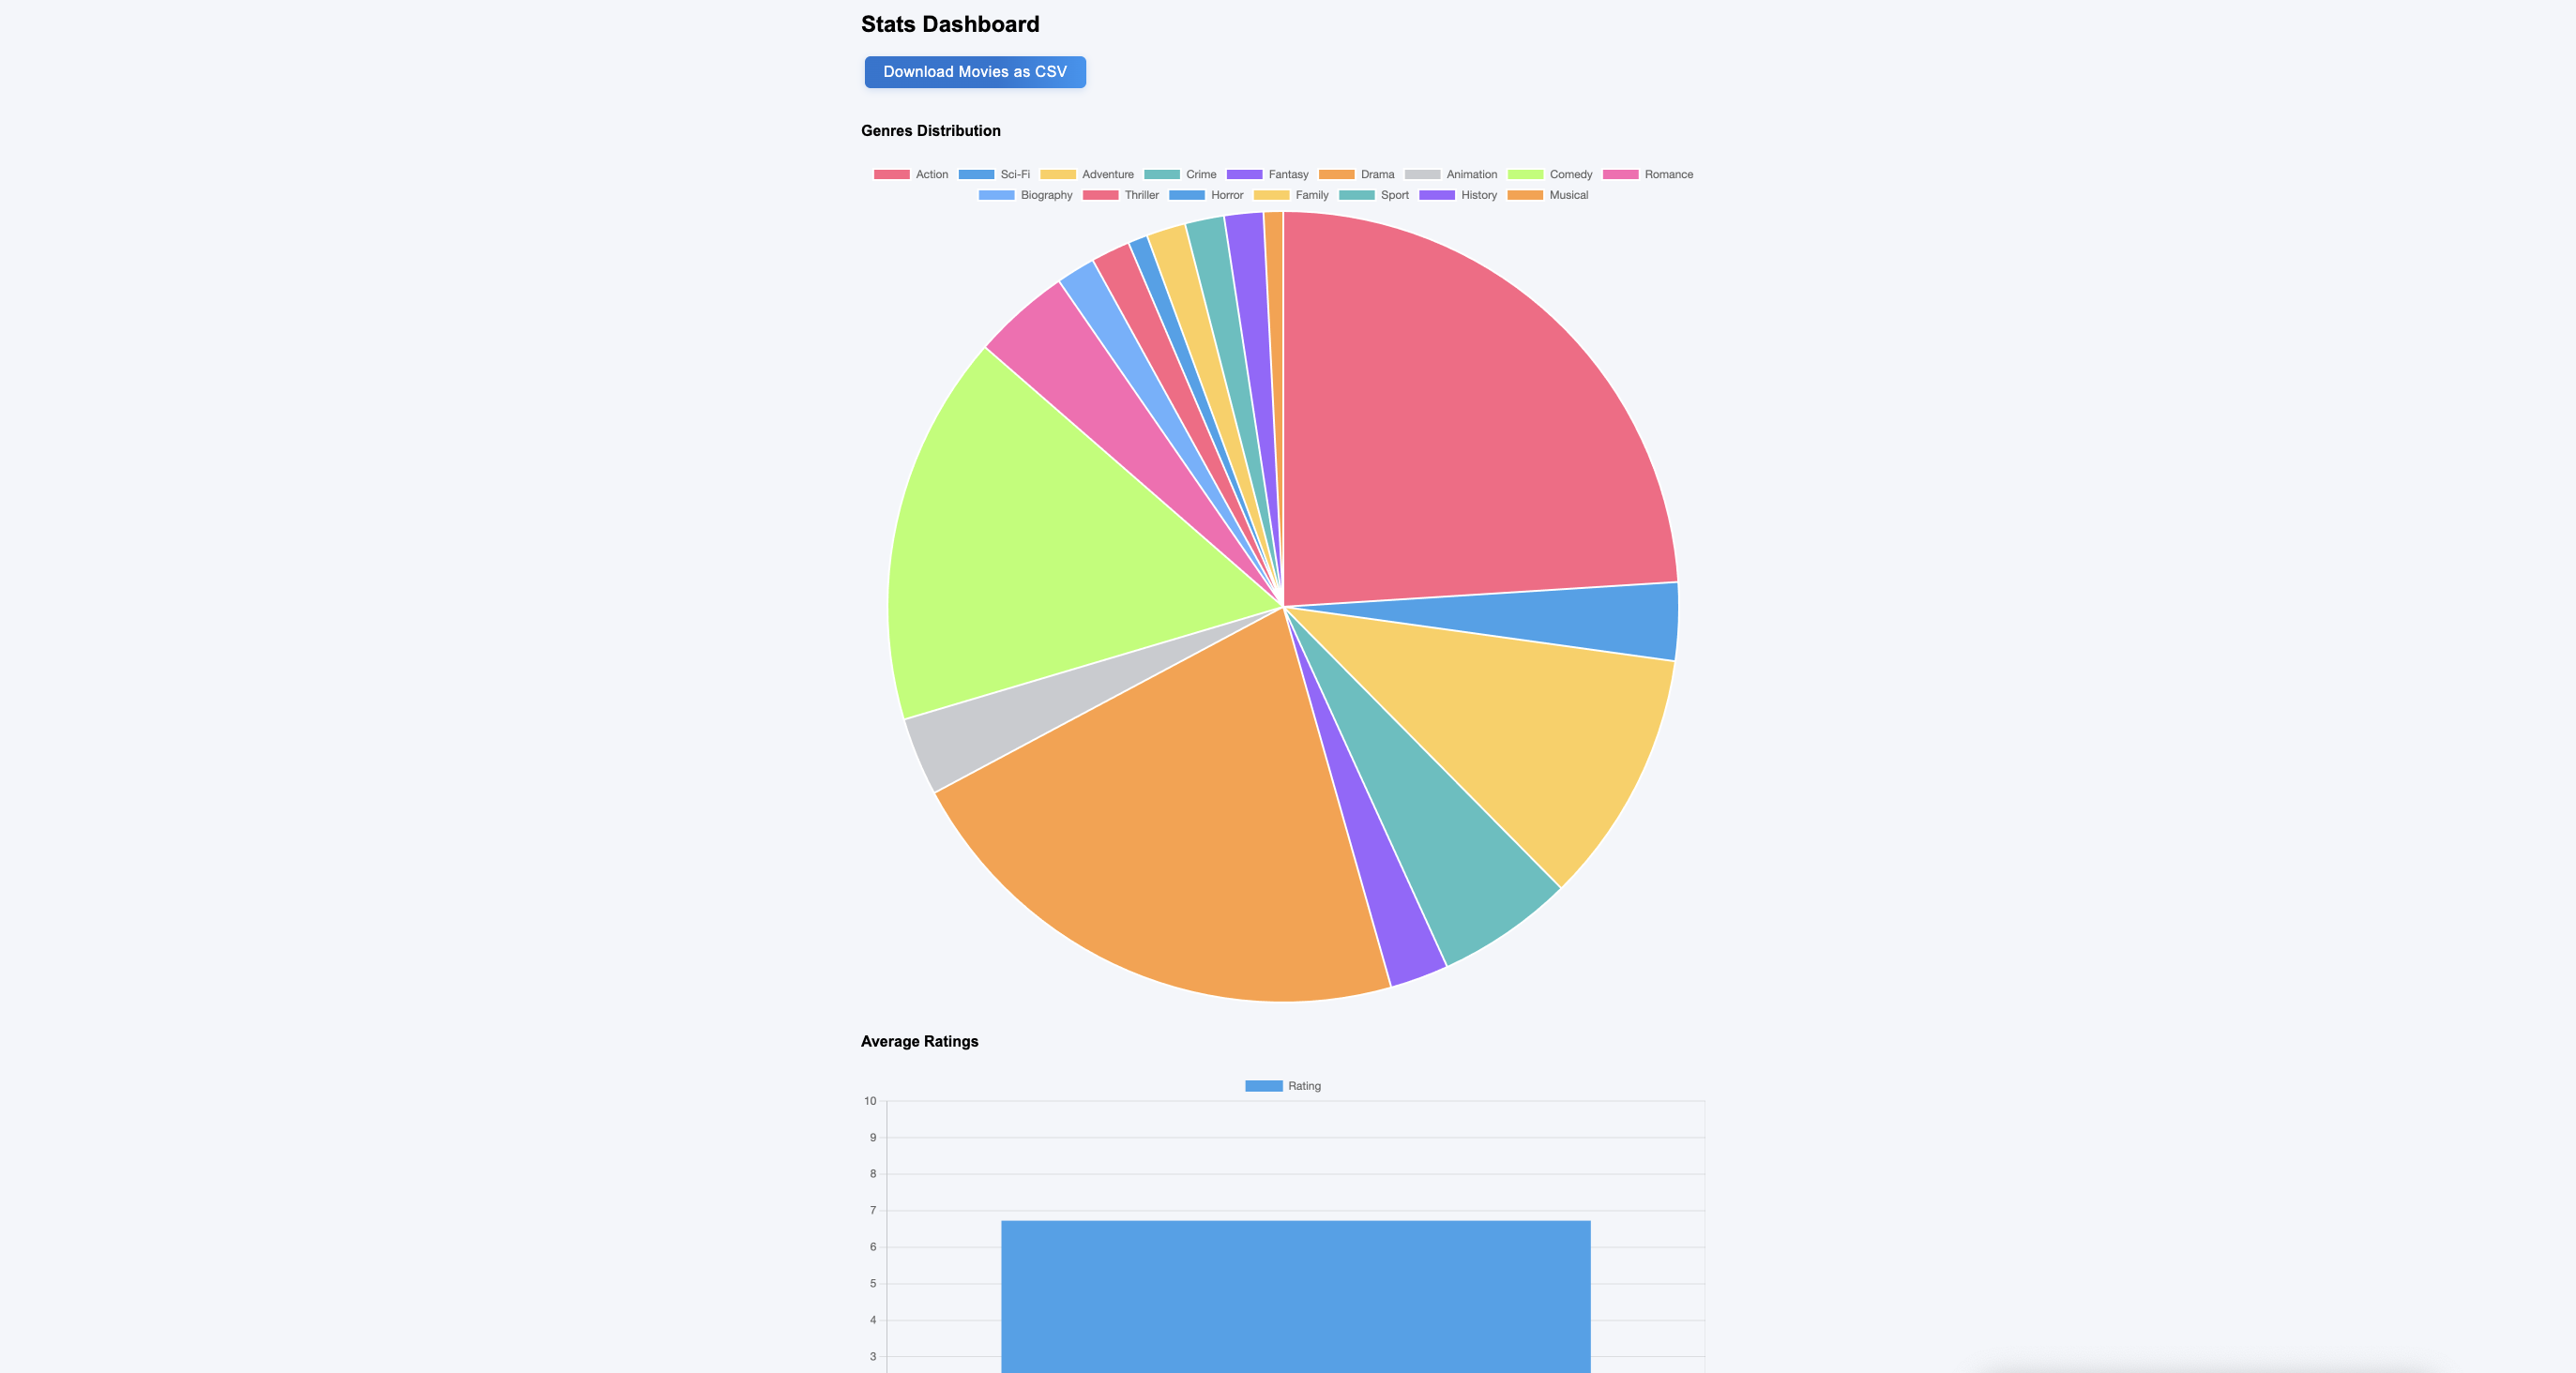 Stats Dashboard
Download Movies as CSV
Genres Distribution
Action Sci-Fi Adventure Crime Fantasy Drama Animation Comedy Romance
Biography Thriller Horror Family Sport History Musical
Average Ratings
Rating
10
9
8
7
6
5
4
3